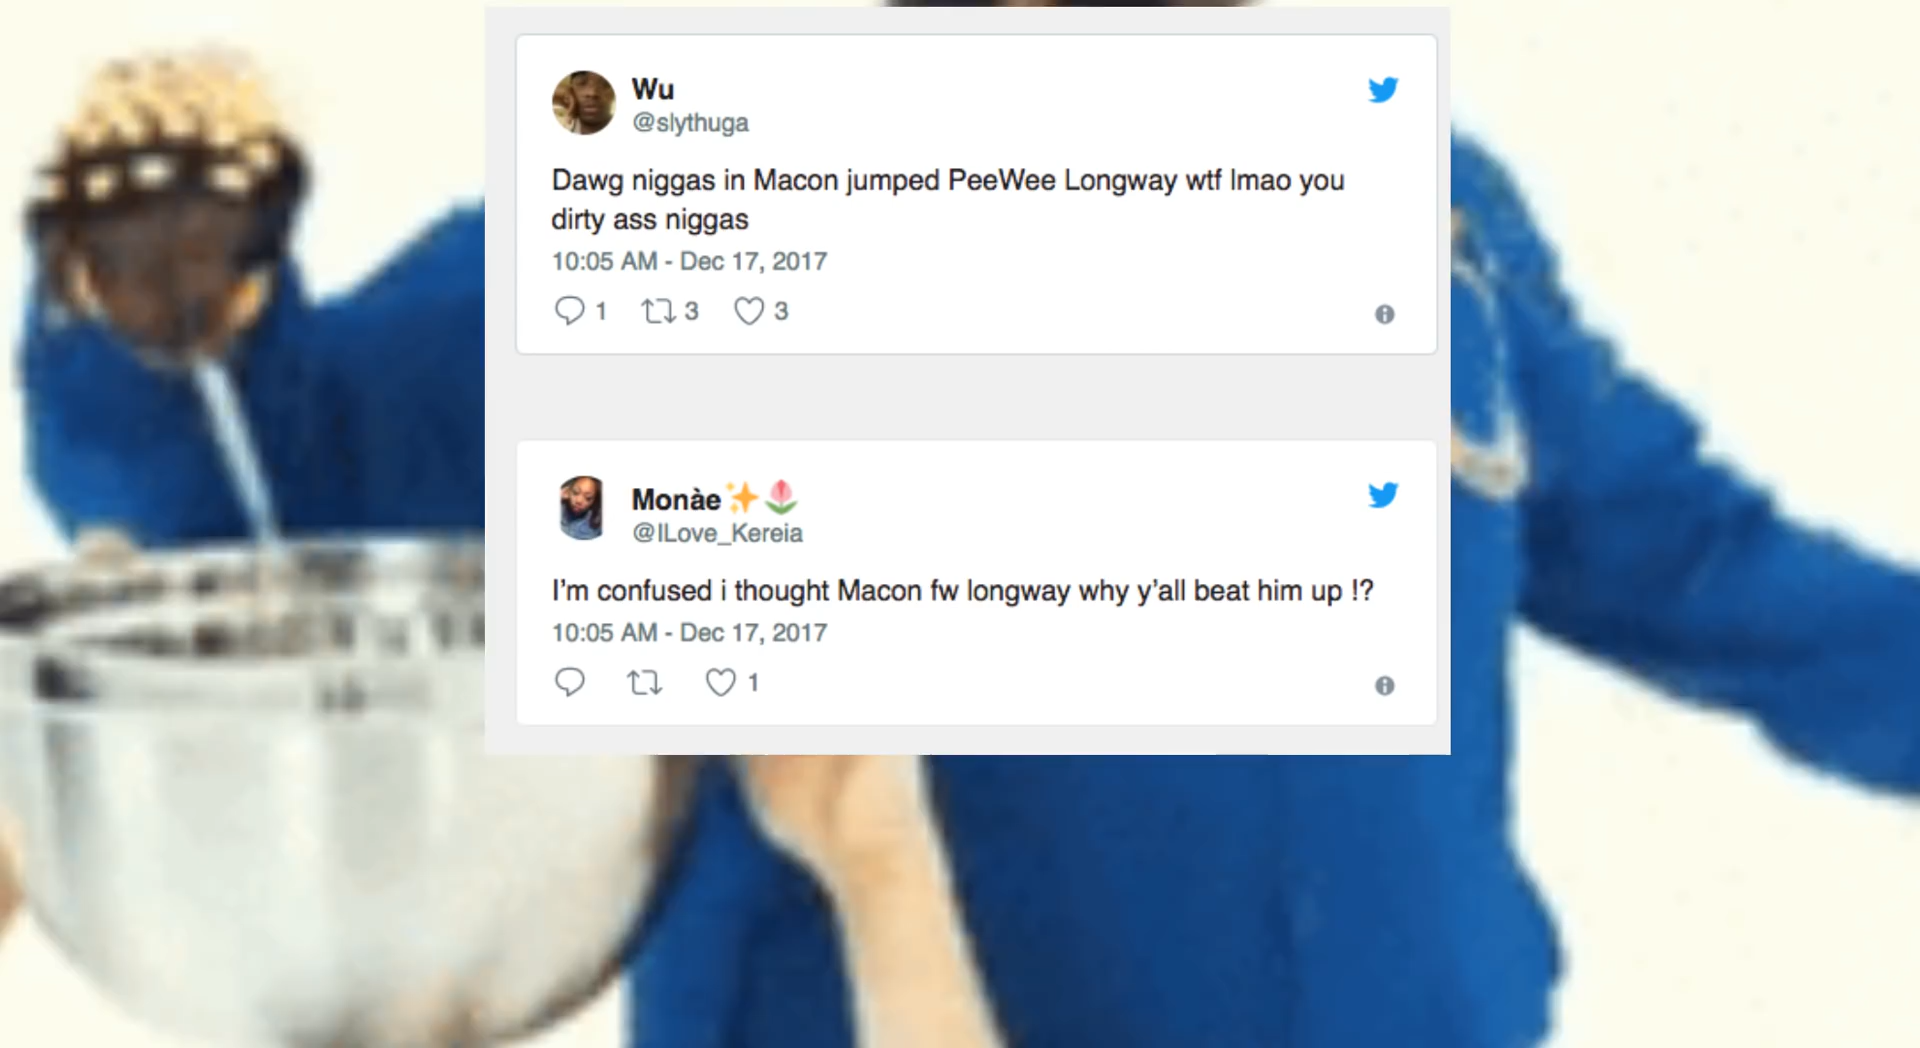 Wu
@slythuga
Dawg niggas in Macon jumped PeeWee Longway wtf lmao you
dirty ass niggas
10:05 AM - Dec 17, 2017
1 3 3
Monàe✨🌷
@ILove_Kereia
I’m confused i thought Macon fw longway why y’all beat him up !?
10:05 AM - Dec 17, 2017
1